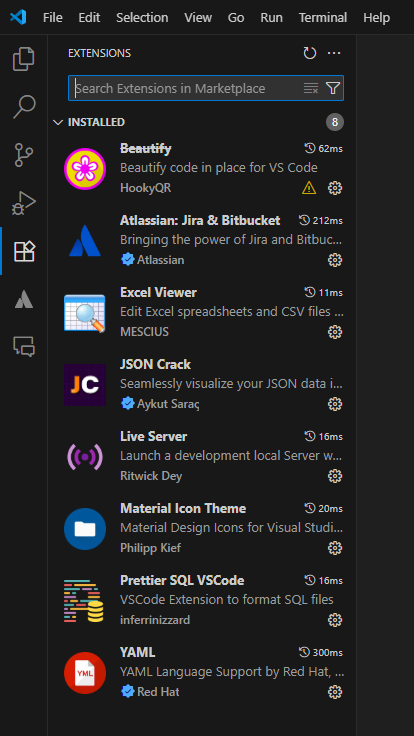 File Edit Selection View Go Run Terminal Help
EXTENSIONS
Search Extensions in Marketplace
INSTALLED 8
Beautify 62ms
Beautify code in place for VS Code
HookyQR
Atlassian: Jira & Bitbucket 212ms
Bringing the power of Jira and Bitbuc...
Atlassian
Excel Viewer 11ms
Edit Excel spreadsheets and CSV files ...
MESCIUS
JC JSON Crack
Seamlessly visualize your JSON data i...
Aykut Saraç
Live Server 16ms
Launch a development local Server w...
Ritwick Dey
Material Icon Theme 20ms
Material Design Icons for Visual Studi...
Philipp Kief
Prettier SQL VSCode 16ms
VSCode Extension to format SQL files
inferrinizzard
YAML 300ms
YML YAML Language Support by Red Hat, ...
Red Hat